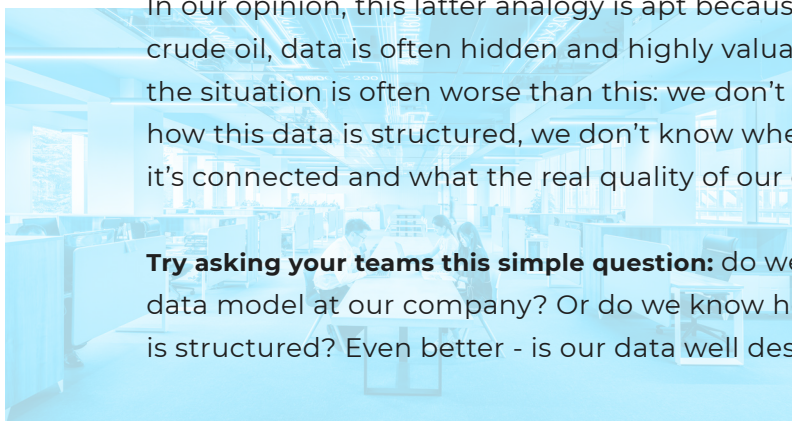 In our opinion, this latter analogy is apt becaus
crude oil, data is often hidden and highly valua
the situation is often worse than this: we don’t
how this data is structured, we don’t know whe
it’s connected and what the real quality of our
Try asking your teams this simple question: do we
data model at our company? Or do we know h
is structured? Even better - is our data well des